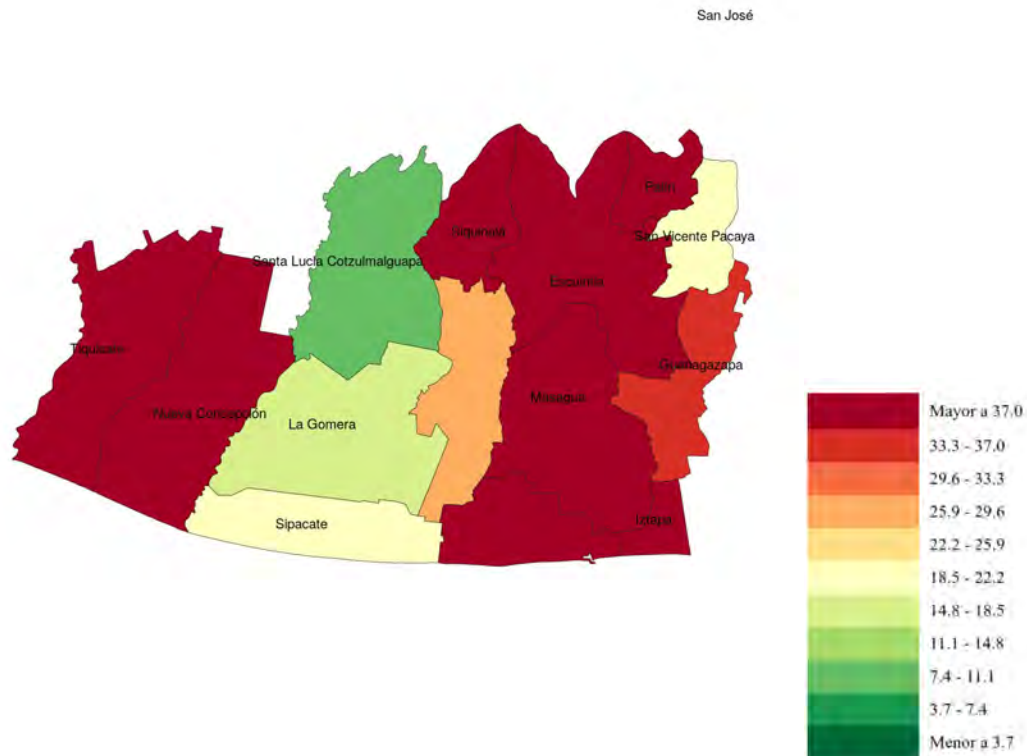 San José
Palín
Siquinalá
San Vicente Pacaya
Santa Lucía Cotzulmalguapa
Escuintla
Tiquisate
Guanagazapa
Nueva Concepción
Masagua
La Gomera
Sipacate
Iztapa
Mayor a 37.0
33.3 - 37.0
29.6 - 33.3
25.9 - 29.6
22.2 - 25.9
18.5 - 22.2
14.8 - 18.5
11.1 - 14.8
7.4 - 11.1
3.7 - 7.4
Menor a 3.7